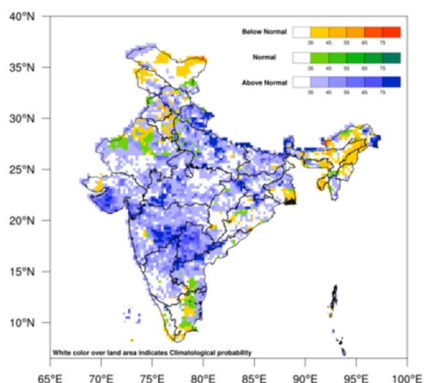 40°N
35°N
30°N
25°N
20°N
15°N
10°N
65°E 70°E 75°E 80°E 85°E 90°E 95°E 100°E
Below Normal
35 45 55 65 75
Normal
35 45 55 65 75
Above Normal
35 45 55 65 75
White color over land area indicates Climatological probability